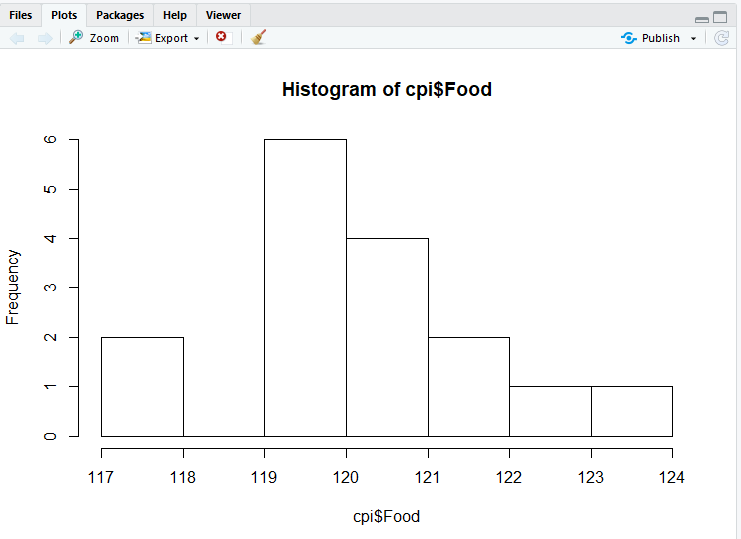 Files Plots Packages Help Viewer
Zoom Export Publish
Histogram of cpi$Food
6
5
4
3
2
1
0
Frequency
117 118 119 120 121 122 123 124
cpi$Food